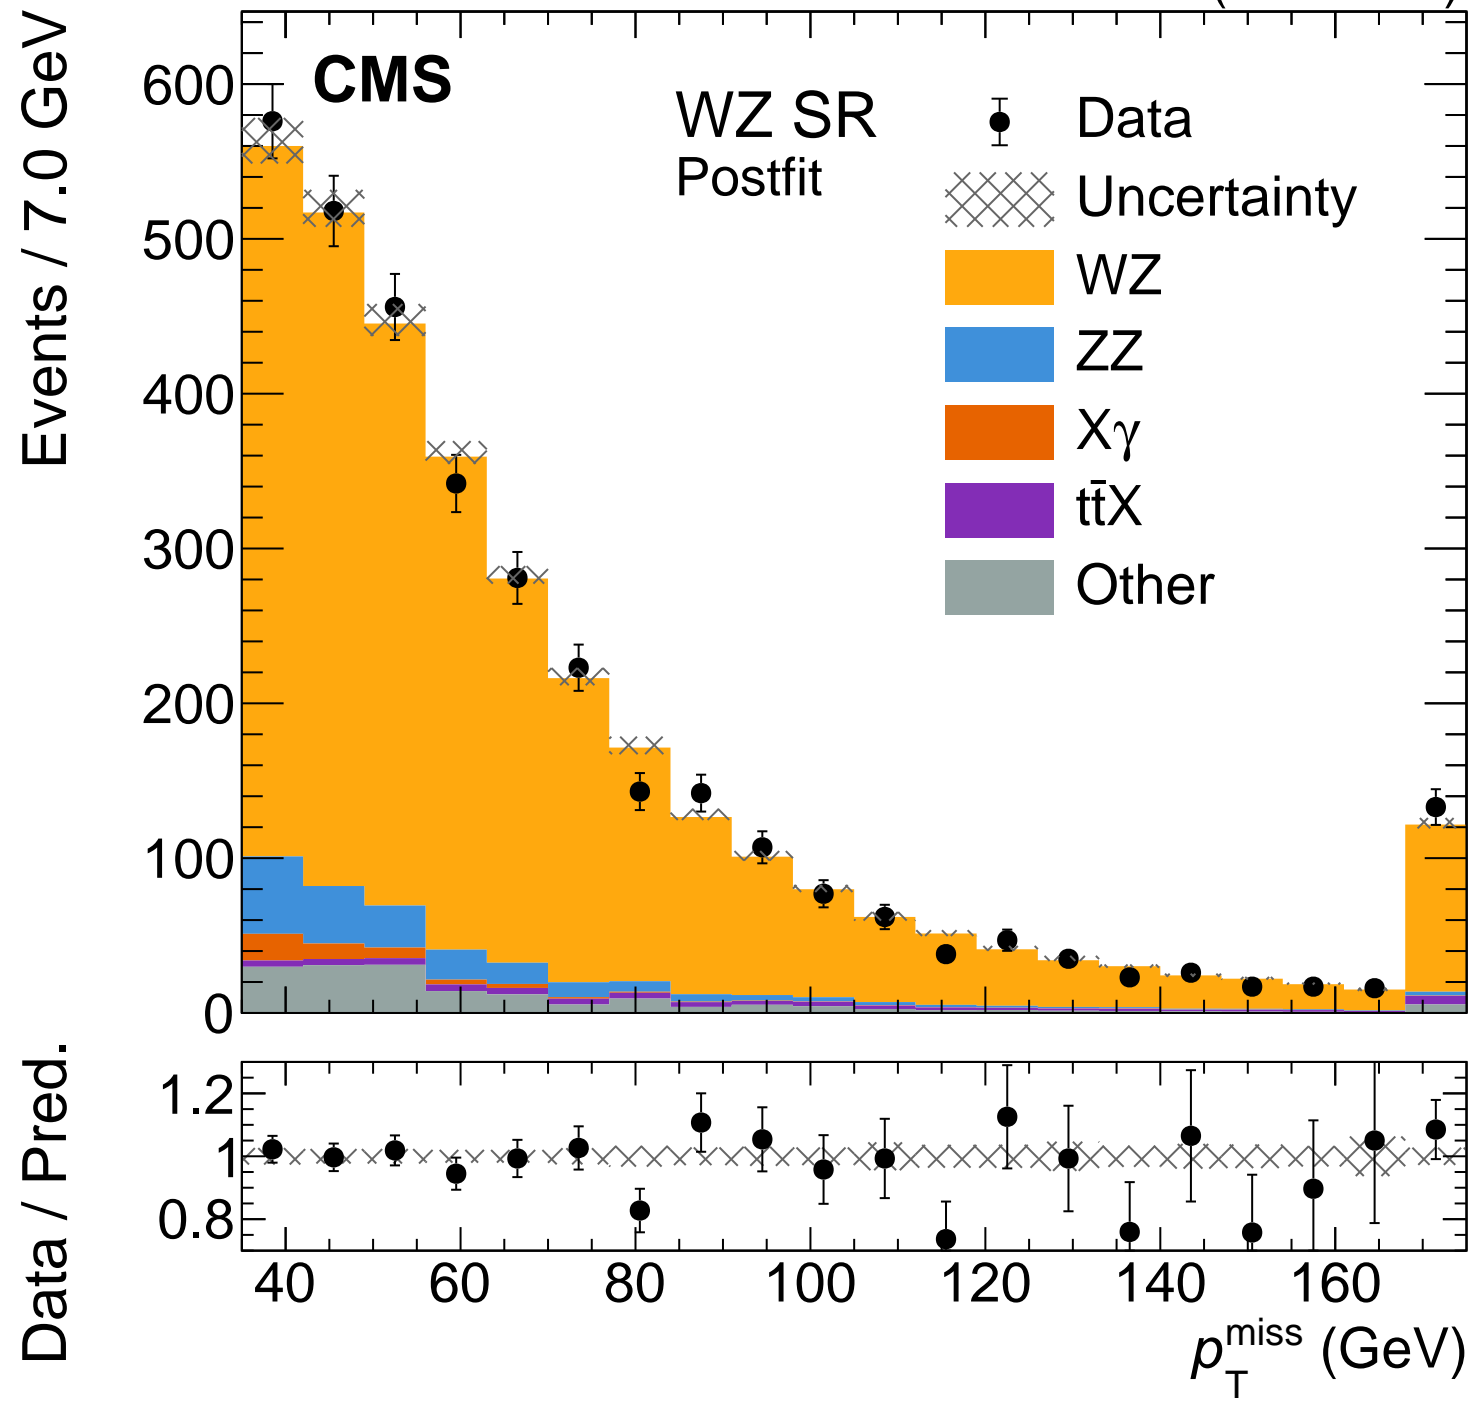 CMS
WZ SR
Postfit
Data
Uncertainty
WZ
ZZ
Xγ
tt̄X
Other
Events / 7.0 GeV
600
500
400
300
200
100
0
Data / Pred.
1.2
1
0.8
40 60 80 100 120 140 160
p_T^miss (GeV)